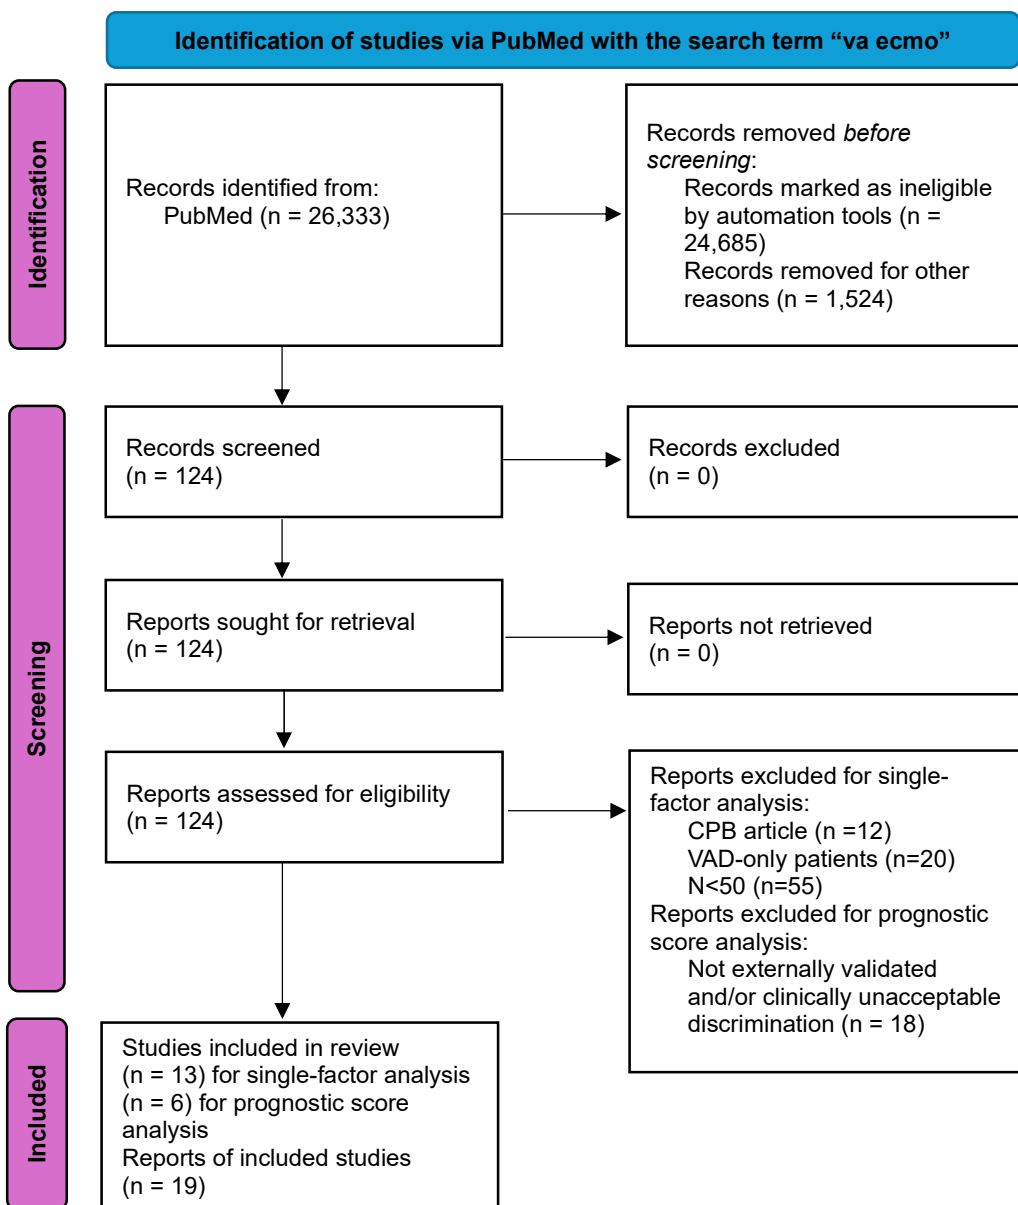 Identification of studies via PubMed with the search term “va ecmo”
Identification
Records identified from:
PubMed (n = 26,333)
Records removed before
screening:
Records marked as ineligible
by automation tools (n =
24,685)
Records removed for other
reasons (n = 1,524)
Screening
Records screened
(n = 124)
Records excluded
(n = 0)
Reports sought for retrieval
(n = 124)
Reports not retrieved
(n = 0)
Reports assessed for eligibility
(n = 124)
Reports excluded for single-
factor analysis:
CPB article (n =12)
VAD-only patients (n=20)
N<50 (n=55)
Reports excluded for prognostic
score analysis:
Not externally validated
and/or clinically unacceptable
discrimination (n = 18)
Included
Studies included in review
(n = 13) for single-factor analysis
(n = 6) for prognostic score
analysis
Reports of included studies
(n = 19)